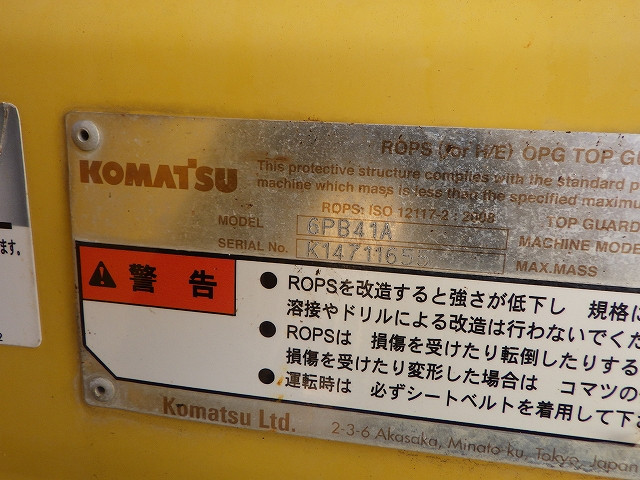 ROPS (for H/E) OPG TOP G
KOMATSU
This protective structure complies with the standard
machine which mass is less than the specified maximu
ROPS: ISO 12117-2 : 2008
MODEL 6PB41A TOP GUARD
SERIAL No. K1471165 MACHINE MODE
MAX.MASS
ます。
警告
● ROPSを改造すると強さが低下し 規格に
溶接やドリルによる改造は行わないでくだ
● ROPSは 損傷を受けたり転倒したりする
損傷を受けたり変形した場合は コマツの
● 運転時は 必ずシートベルトを着用して下
Komatsu Ltd.
2-3-6 Akasaka, Minato-ku, Tokyo, Japan